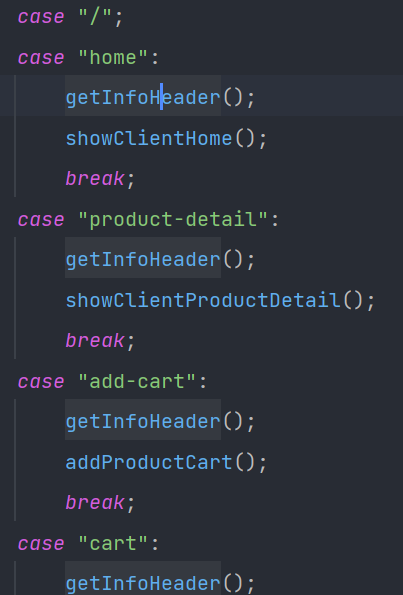 case "/";
case "home":
getInfoHeader();
showClientHome();
break;
case "product-detail":
getInfoHeader();
showClientProductDetail();
break;
case "add-cart":
getInfoHeader();
addProductCart();
break;
case "cart":
getInfoHeader();